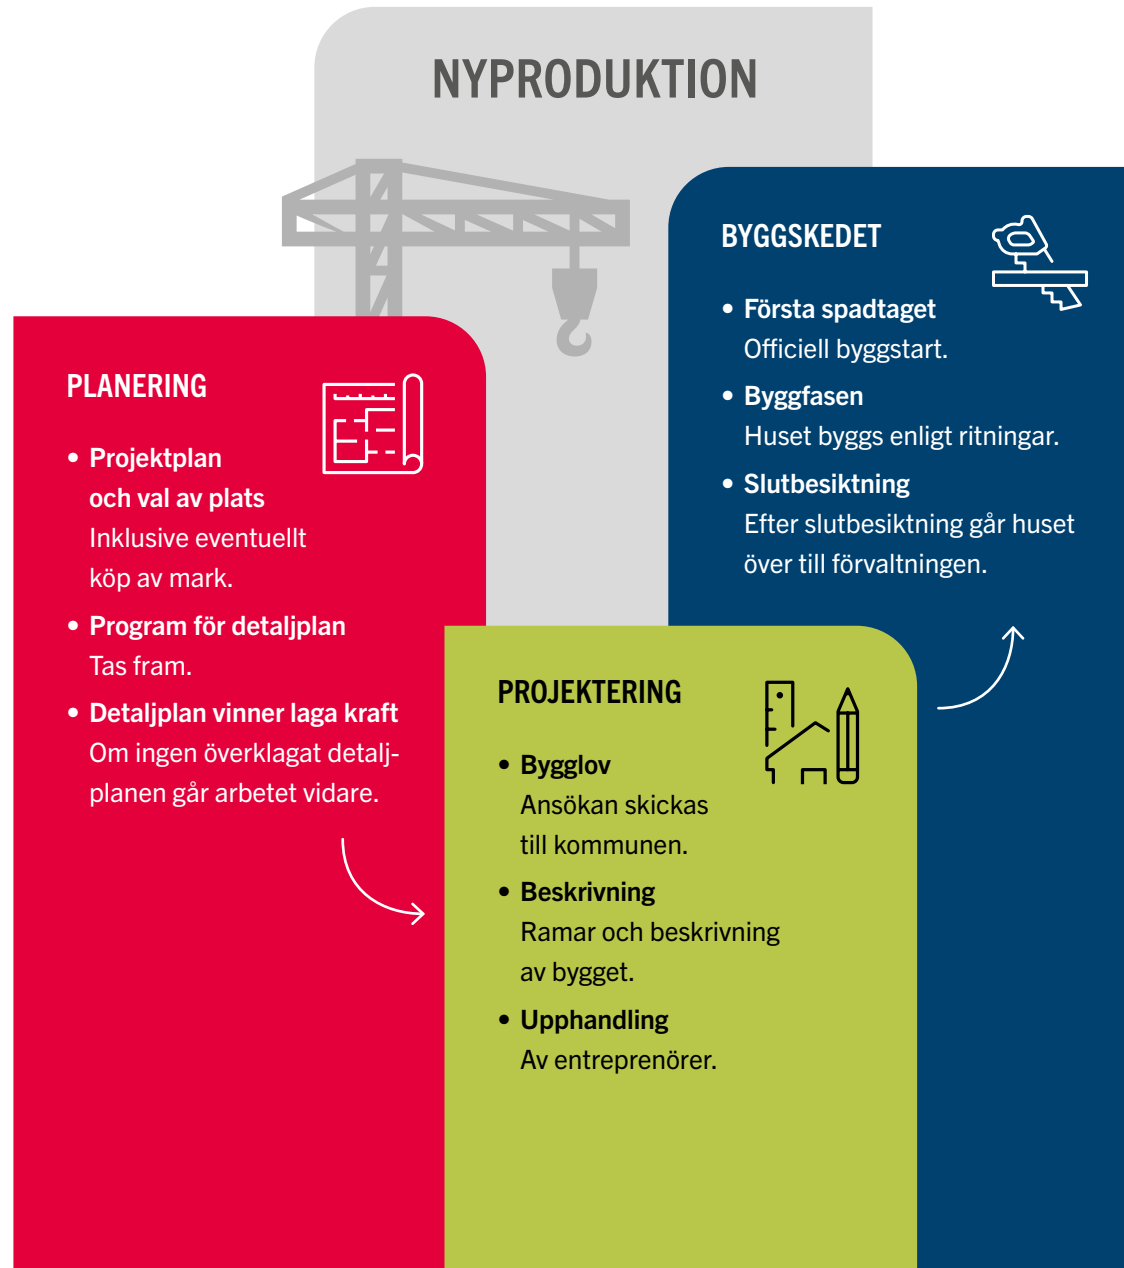 NYPRODUKTION
PLANERING
• Projektplan
och val av plats
Inklusive eventuellt
köp av mark.
• Program för detaljplan
Tas fram.
• Detaljplan vinner laga kraft
Om ingen överklagat detalj-
planen går arbetet vidare.
PROJEKTERING
• Bygglov
Ansökan skickas
till kommunen.
• Beskrivning
Ramar och beskrivning
av bygget.
• Upphandling
Av entreprenörer.
BYGGSKEDET
• Första spadtaget
Officiell byggstart.
• Byggfasen
Huset byggs enligt ritningar.
• Slutbesiktning
Efter slutbesiktning går huset
över till förvaltningen.